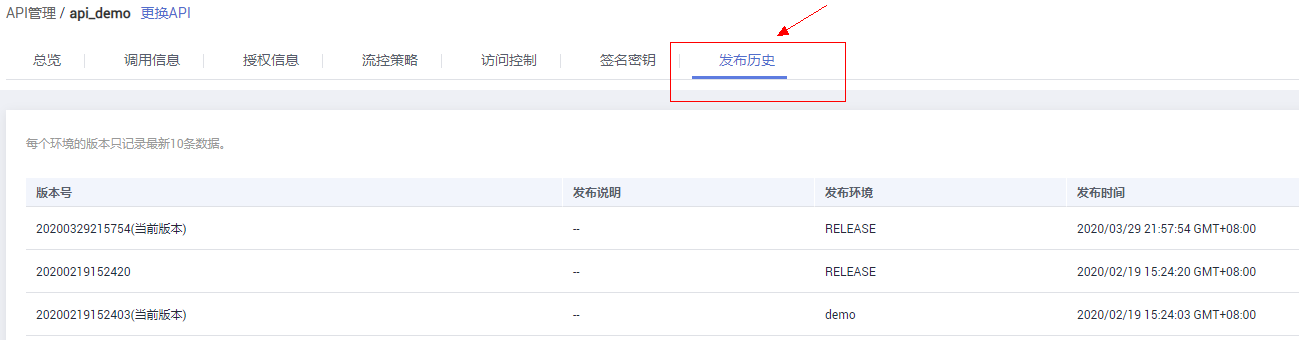 API管理 / api_demo 更换API
总览 调用信息 授权信息 流控策略 访问控制 签名密钥 发布历史
每个环境的版本只记录最新10条数据。
版本号 发布说明 发布环境 发布时间
20200329215754(当前版本) -- RELEASE 2020/03/29 21:57:54 GMT+08:00
20200219152420 -- RELEASE 2020/02/19 15:24:20 GMT+08:00
20200219152403(当前版本) -- demo 2020/02/19 15:24:03 GMT+08:00